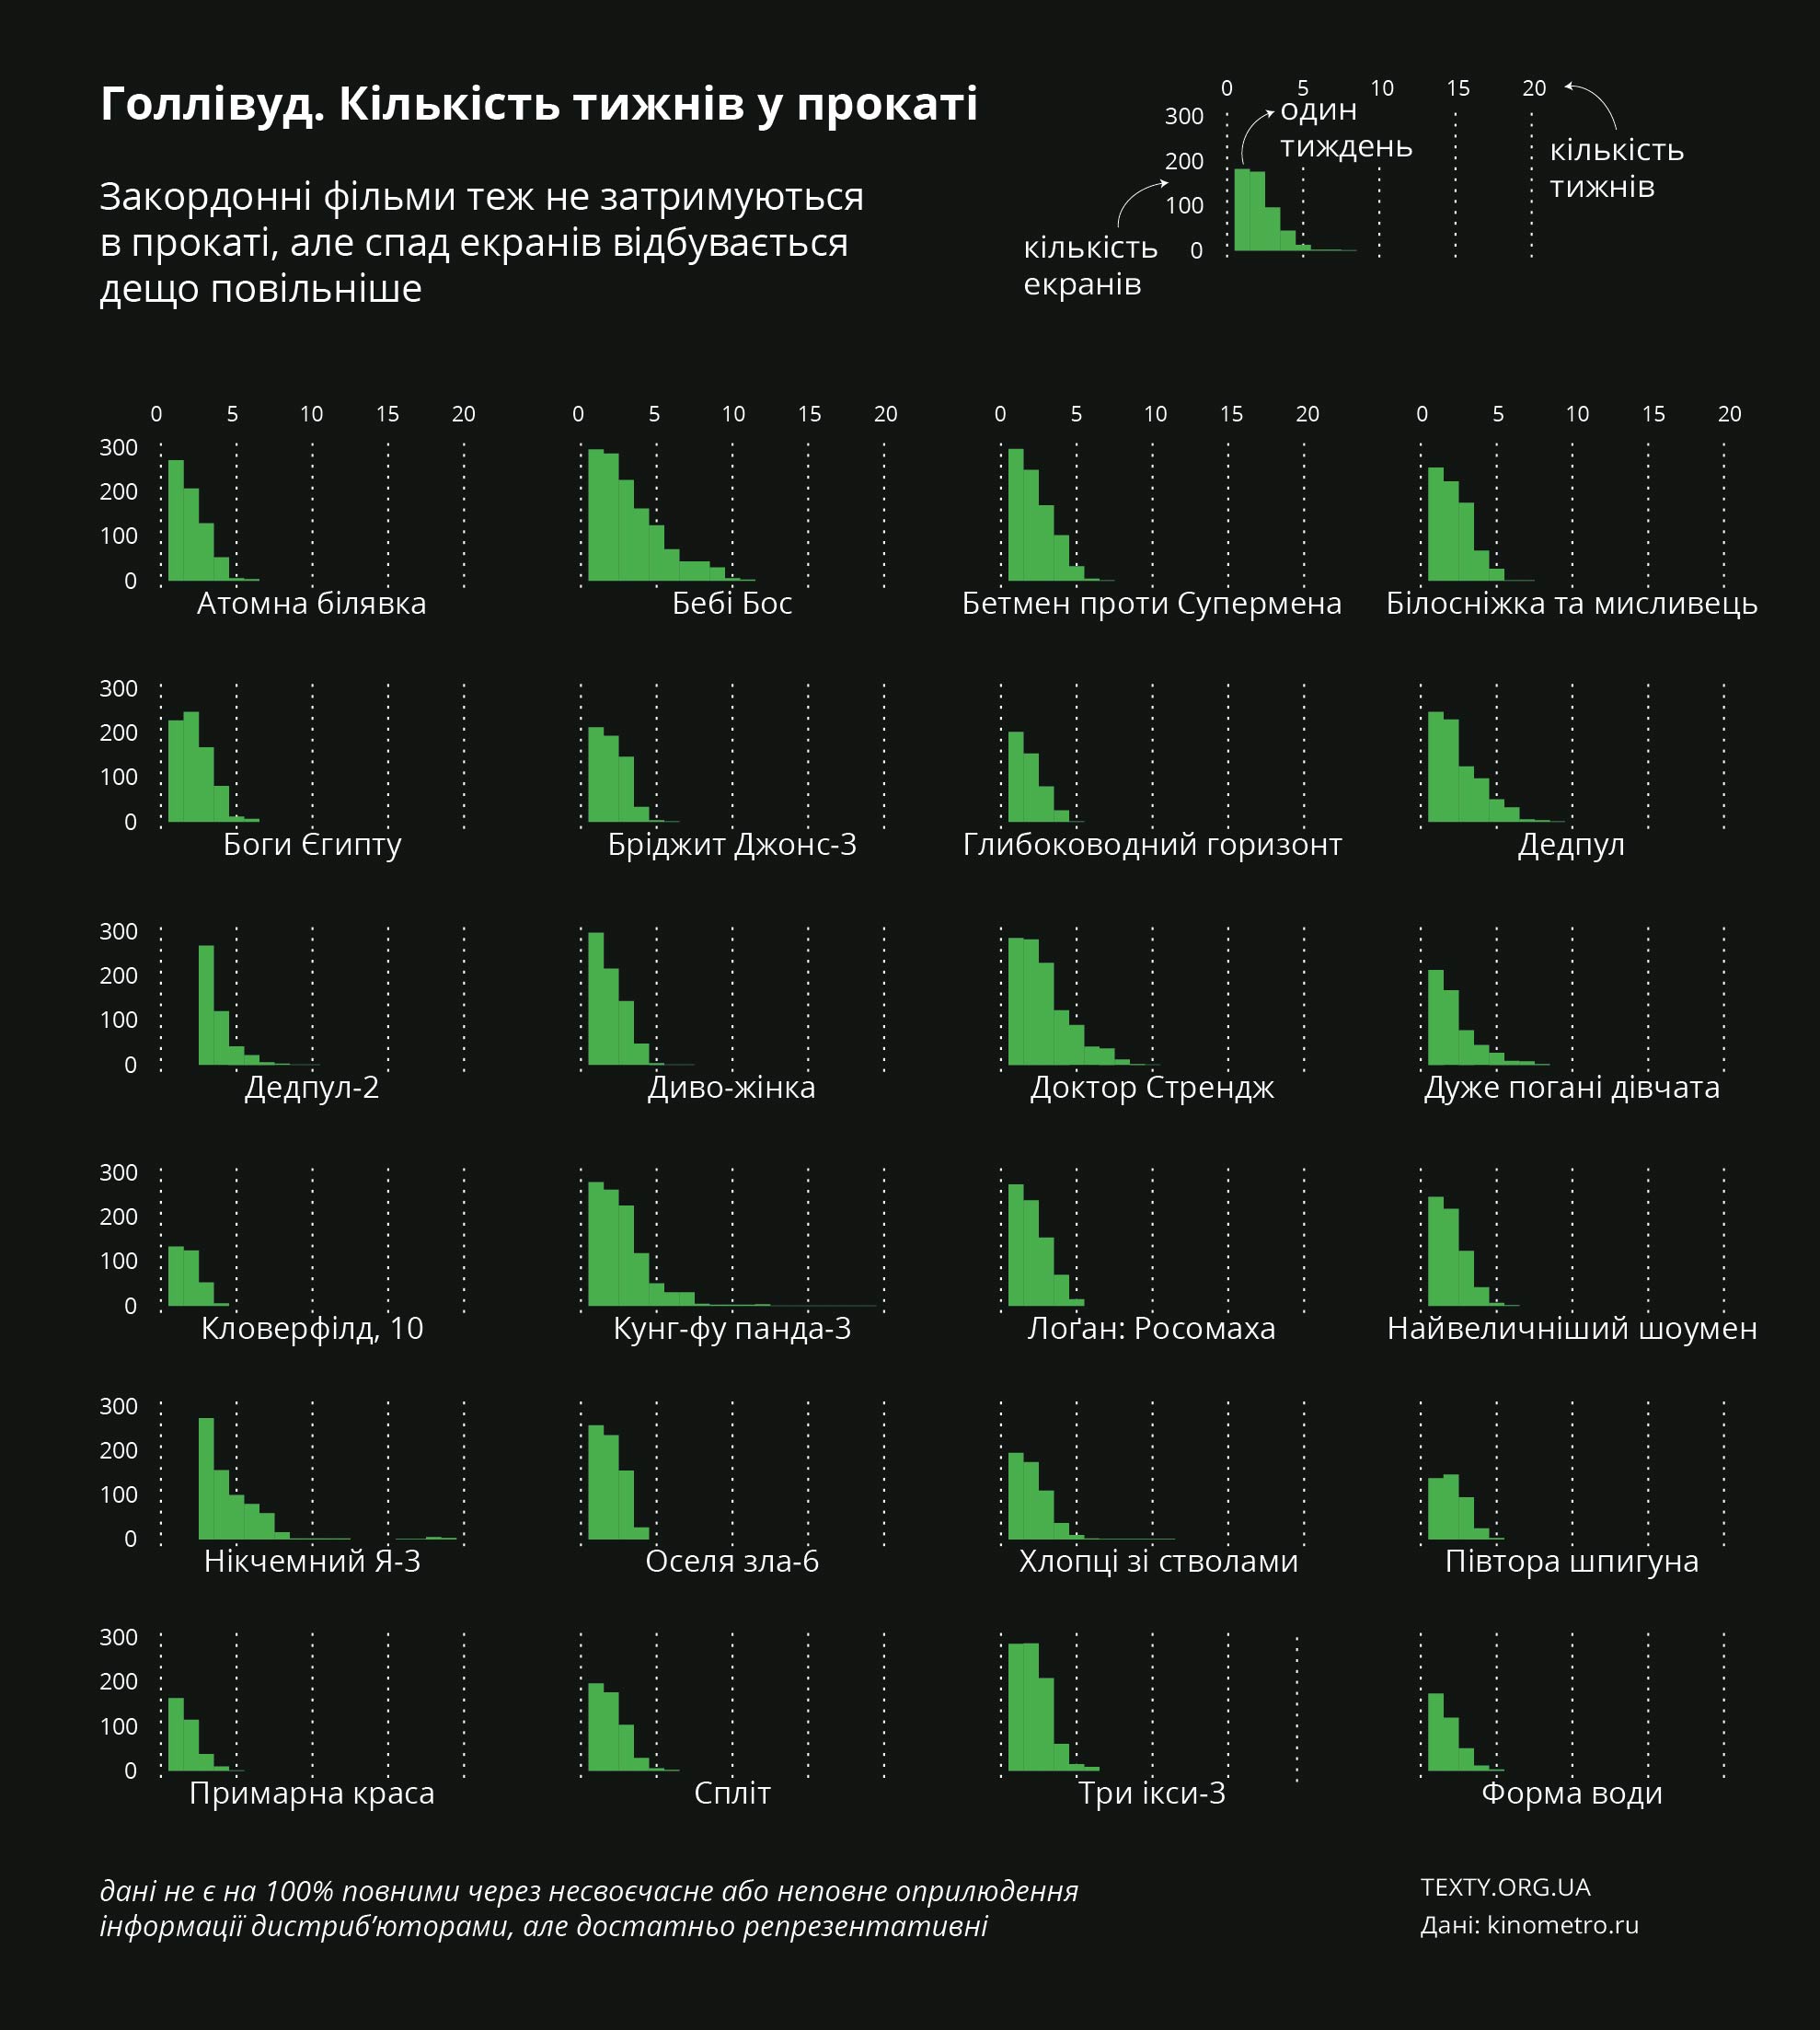 Голлівуд. Кількість тижнів у прокаті
Закордонні фільми теж не затримуються
в прокаті, але спад екранів відбувається
дещо повільніше
0 5 10 15 20
300
200
100
0
один
тиждень
кількість
тижнів
кількість
екранів
0 5 10 15 20 0 5 10 15 20 0 5 10 15 20 0 5 10 15 20
300
200
100
0
Атомна білявка Бебі Бос Бетмен проти Супермена Білосніжка та мисливець
300
200
100
0
Боги Єгипту Бріджит Джонс-3 Глибоководний горизонт Дедпул
300
200
100
0
Дедпул-2 Диво-жінка Доктор Стрендж Дуже погані дівчата
300
200
100
0
Кловерфілд, 10 Кунг-фу панда-3 Лоґан: Росомаха Найвеличніший шоумен
300
200
100
0
Нікчемний Я-3 Оселя зла-6 Хлопці зі стволами Півтора шпигуна
300
200
100
0
Примарна краса Спліт Три ікси-3 Форма води
дані не є на 100% повними через несвоєчасне або неповне оприлюдення
інформації дистриб’юторами, але достатньо репрезентативні
TEXTY.ORG.UA
Дані: kinometro.ru